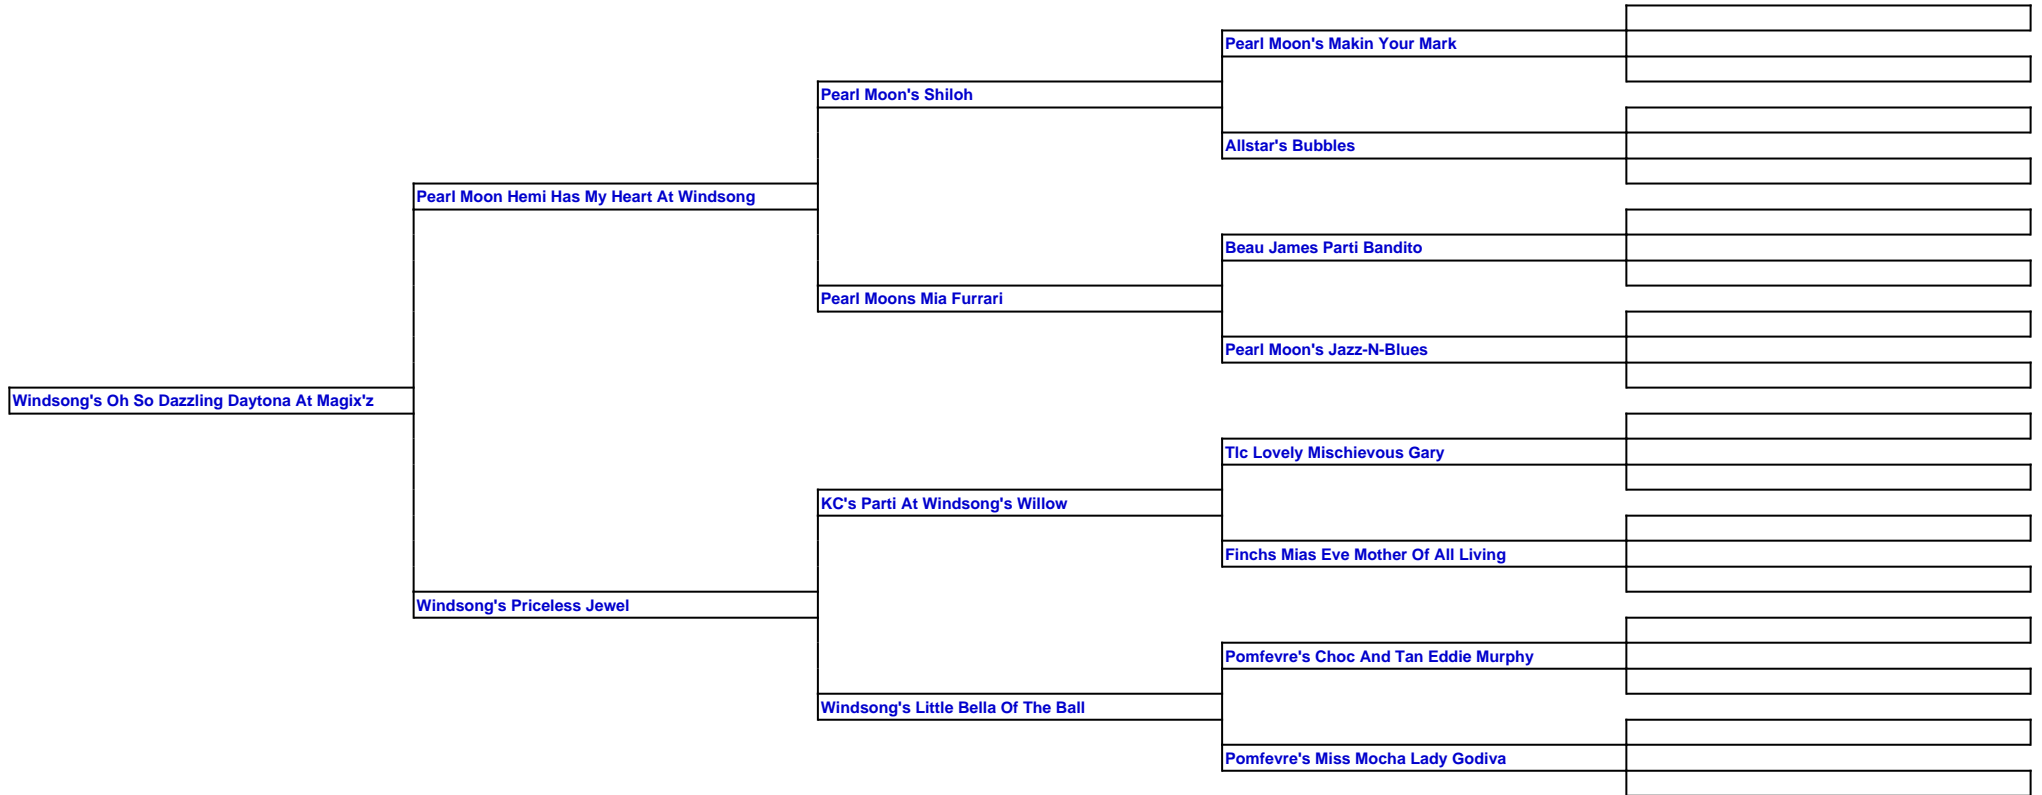 Pearl Moon's Makin Your Mark
Pearl Moon's Shiloh
Allstar's Bubbles
Pearl Moon Hemi Has My Heart At Windsong
Beau James Parti Bandito
Pearl Moons Mia Furrari
Pearl Moon's Jazz-N-Blues
Windsong's Oh So Dazzling Daytona At Magix'z
Tlc Lovely Mischievous Gary
KC's Parti At Windsong's Willow
Finchs Mias Eve Mother Of All Living
Windsong's Priceless Jewel
Pomfevre's Choc And Tan Eddie Murphy
Windsong's Little Bella Of The Ball
Pomfevre's Miss Mocha Lady Godiva